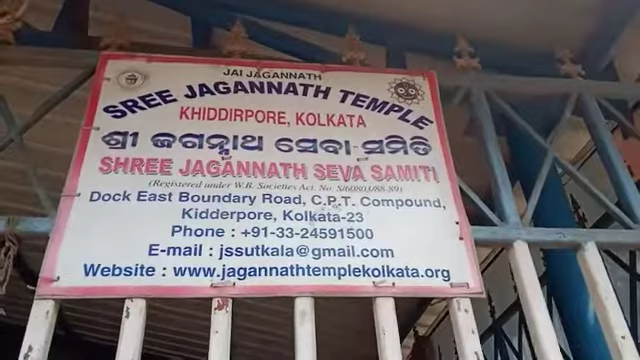 JAI JAGANNATH
SREE JAGANNATH TEMPLE
KHIDDIRPORE, KOLKATA
ଶ୍ରୀ ଜଗନ୍ନାଥ ସେବା ସମିତି
SHREE JAGANNATH SEVA SAMITI
(Registered under W.B. Societies Act. No. S/60803/88-89)
Dock East Boundary Road, C.P.T. Compound,
Kidderpore, Kolkata-23
Phone : +91-33-24591500
E-mail : jssutkala@gmail.com
Website : www.jagannathtemplekolkata.org